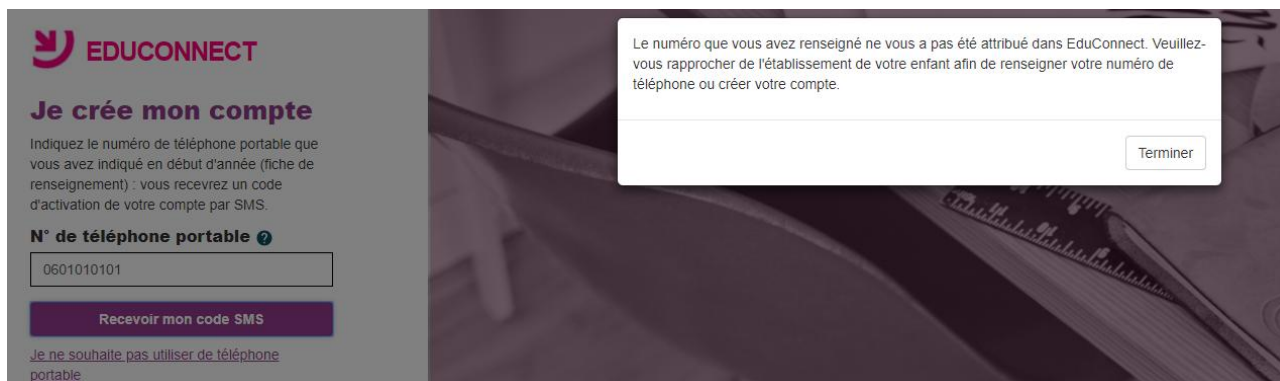 EDUCONNECT
Je crée mon compte
Indiquez le numéro de téléphone portable que
vous avez indiqué en début d'année (fiche de
renseignement) : vous recevrez un code
d'activation de votre compte par SMS.
N° de téléphone portable ?
0601010101
Recevoir mon code SMS
Je ne souhaite pas utiliser de téléphone
portable
Le numéro que vous avez renseigné ne vous a pas été attribué dans EduConnect. Veuillez-
vous rapprocher de l'établissement de votre enfant afin de renseigner votre numéro de
téléphone ou créer votre compte.
Terminer